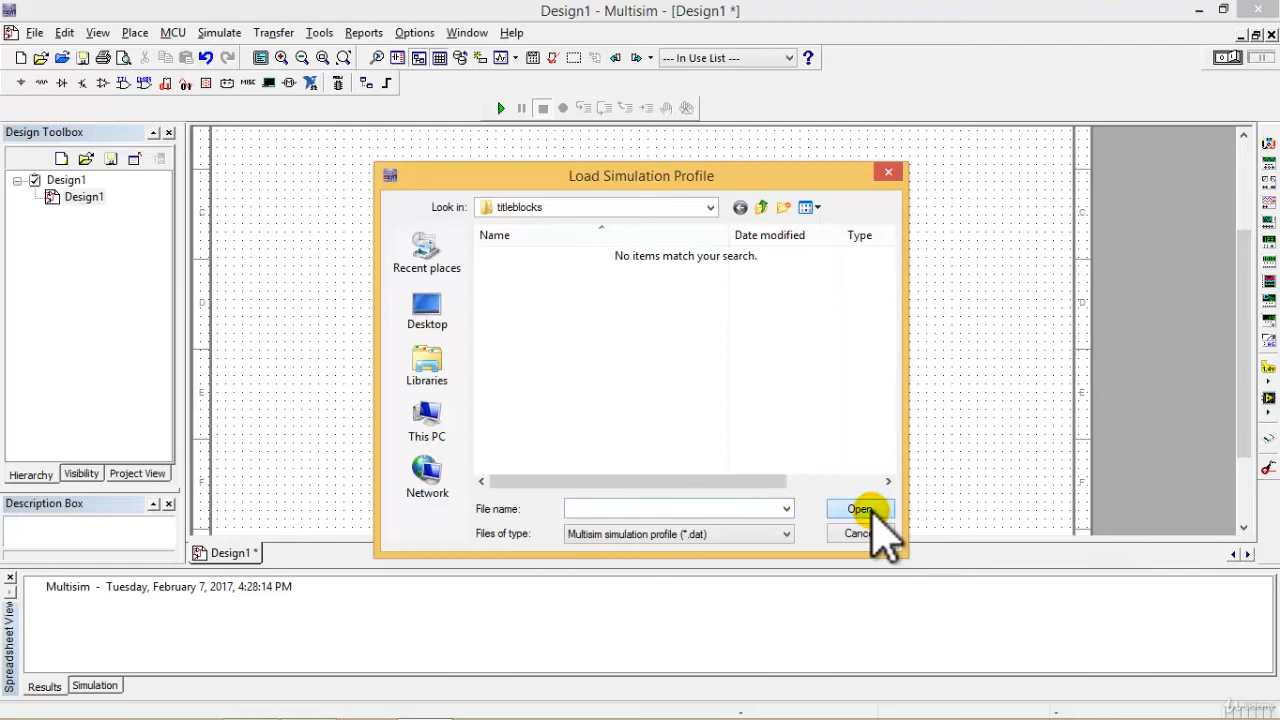 Design1 - Multisim - [Design1 *]
File Edit View Place MCU Simulate Transfer Tools Reports Options Window Help
--- In Use List ---
Design Toolbox
Design1
Design1
Hierarchy Visibility Project View
Description Box
Load Simulation Profile
Look in: titleblocks
Name Date modified Type
No items match your search.
Recent places
Desktop
Libraries
This PC
Network
File name: Open
Files of type: Multisim simulation profile (*.dat)
C
D
E
F
C
D
E
Design1 *
Multisim - Tuesday, February 7, 2017, 4:28:14 PM
Spreadsheet View
Results Simulation